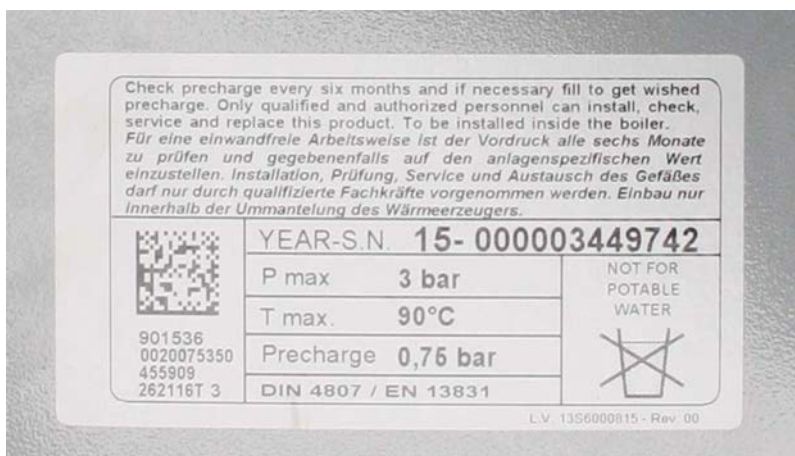 Check precharge every six months and if necessary fill to get wished
precharge. Only qualified and authorized personnel can install, check,
service and replace this product. To be installed inside the boiler.
Für eine einwandfreie Arbeitsweise ist der Vordruck alle sechs Monate
zu prüfen und gegebenenfalls auf den anlagenspezifischen Wert
einzustellen. Installation, Prüfung, Service und Austausch des Gefäßes
darf nur durch qualifizierte Fachkräfte vorgenommen werden. Einbau nur
innerhalb der Ummantelung des Wärmeerzeugers.
YEAR-S.N. 15- 000003449742
P max 3 bar
T max. 90°C
Precharge 0,75 bar
DIN 4807 / EN 13831
NOT FOR
POTABLE
WATER
901536
0020075350
455909
262116T 3
L.V. 13S6000815 - Rev. 00